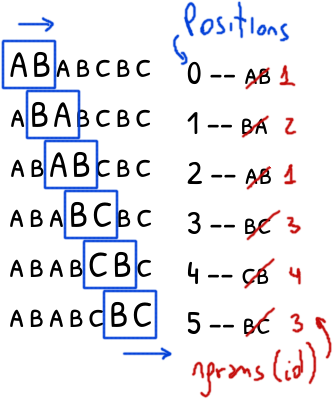 Positions
ABABCBC 0 -- AB 1
ABABCBC 1 -- BA 2
ABABCBC 2 -- AB 1
ABABCBC 3 -- BC 3
ABABCBC 4 -- CB 4
ABABCBC 5 -- BC 3
ngrams (id)